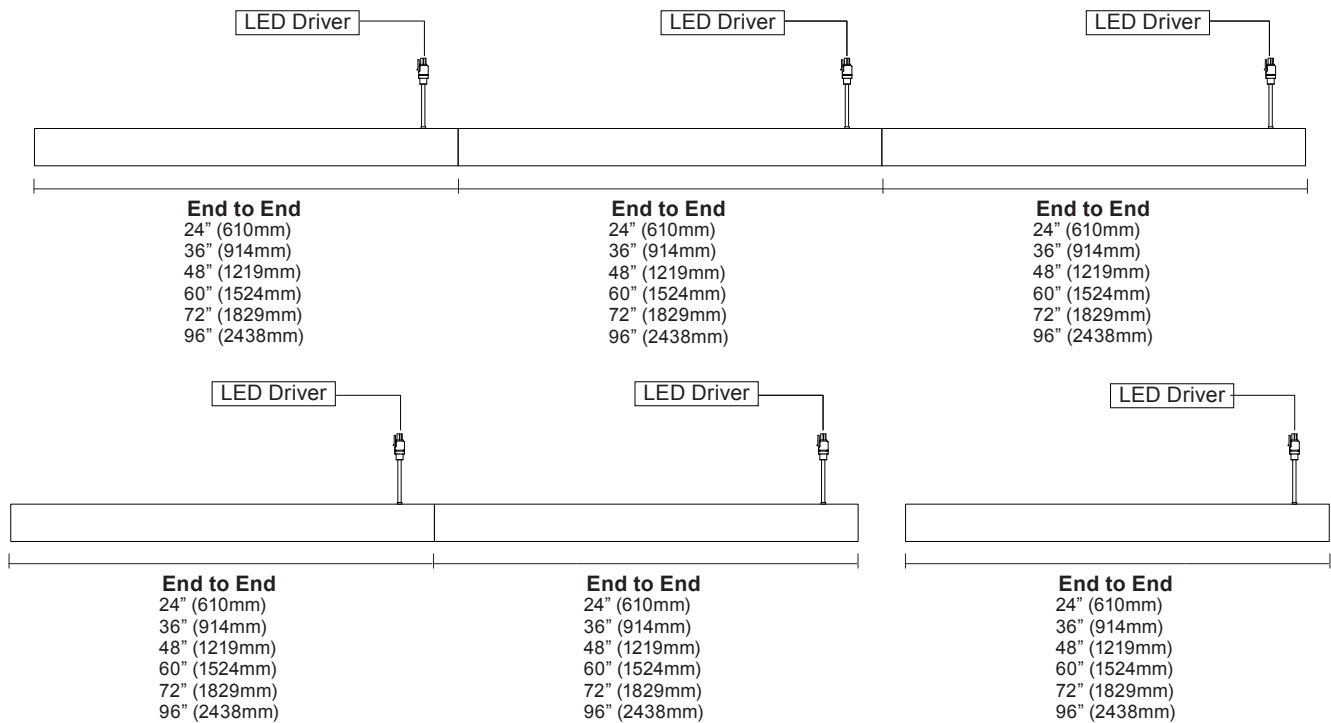 LED Driver
LED Driver
LED Driver
End to End
24” (610mm)
36” (914mm)
48” (1219mm)
60” (1524mm)
72” (1829mm)
96” (2438mm)
End to End
24” (610mm)
36” (914mm)
48” (1219mm)
60” (1524mm)
72” (1829mm)
96” (2438mm)
End to End
24” (610mm)
36” (914mm)
48” (1219mm)
60” (1524mm)
72” (1829mm)
96” (2438mm)
LED Driver
LED Driver
LED Driver
End to End
24” (610mm)
36” (914mm)
48” (1219mm)
60” (1524mm)
72” (1829mm)
96” (2438mm)
End to End
24” (610mm)
36” (914mm)
48” (1219mm)
60” (1524mm)
72” (1829mm)
96” (2438mm)
End to End
24” (610mm)
36” (914mm)
48” (1219mm)
60” (1524mm)
72” (1829mm)
96” (2438mm)